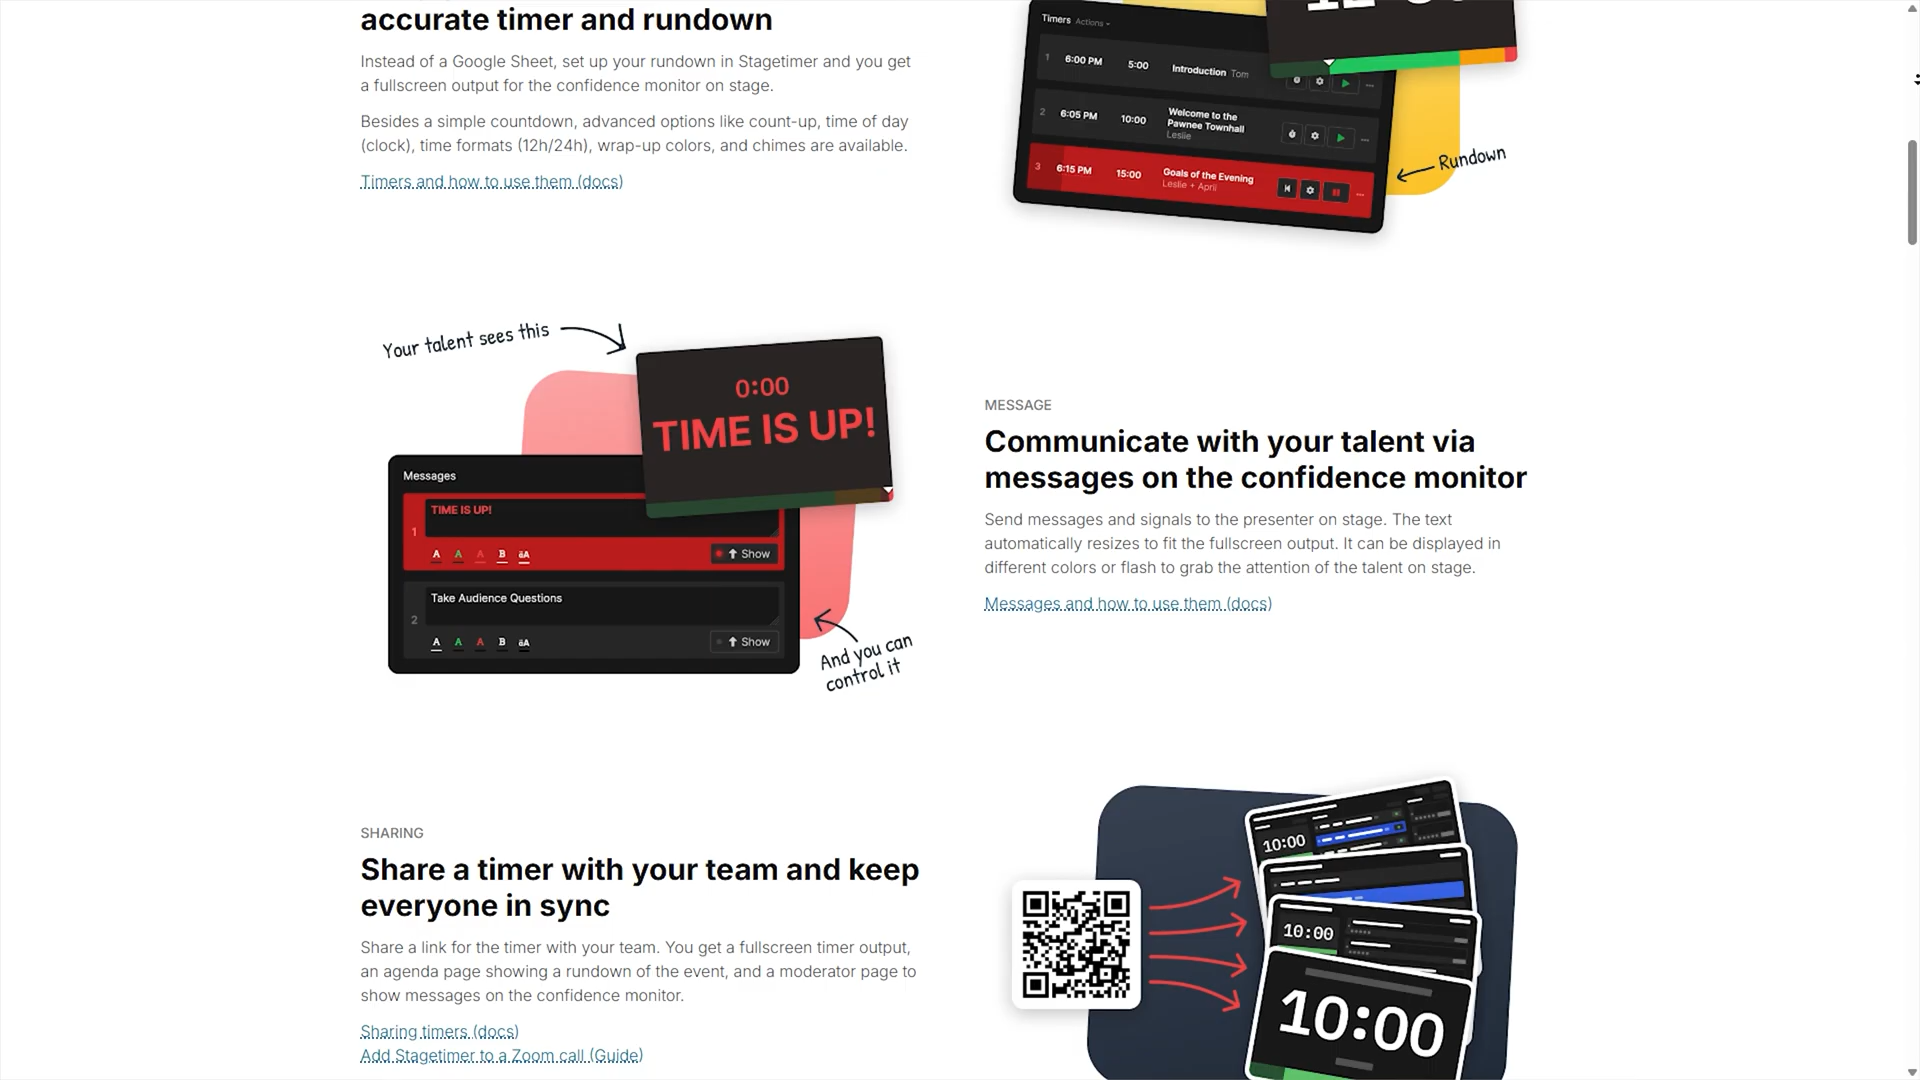 accurate timer and rundown
Instead of a Google Sheet, set up your rundown in Stagetimer and you get
a fullscreen output for the confidence monitor on stage.
Besides a simple countdown, advanced options like count-up, time of day
(clock), time formats (12h/24h), wrap-up colors, and chimes are available.
Timers and how to use them (docs)
Timers Actions
1 6:00 PM 5:00 Introduction Tom
2 6:05 PM 10:00 Welcome to the
Pawnee Townhall
Leslie
3 6:15 PM 15:00 Goals of the Evening
Leslie + April
Rundown
Your talent sees this
0:00
TIME IS UP!
Messages
1 TIME IS UP!
A A A B aA Show
2 Take Audience Questions
A A A B aA Show
And you can
control it
MESSAGE
Communicate with your talent via
messages on the confidence monitor
Send messages and signals to the presenter on stage. The text
automatically resizes to fit the fullscreen output. It can be displayed in
different colors or flash to grab the attention of the talent on stage.
Messages and how to use them (docs)
SHARING
Share a timer with your team and keep
everyone in sync
Share a link for the timer with your team. You get a fullscreen timer output,
an agenda page showing a rundown of the event, and a moderator page to
show messages on the confidence monitor.
Sharing timers (docs)
Add Stagetimer to a Zoom call (Guide)
10:00
10:00
10:00